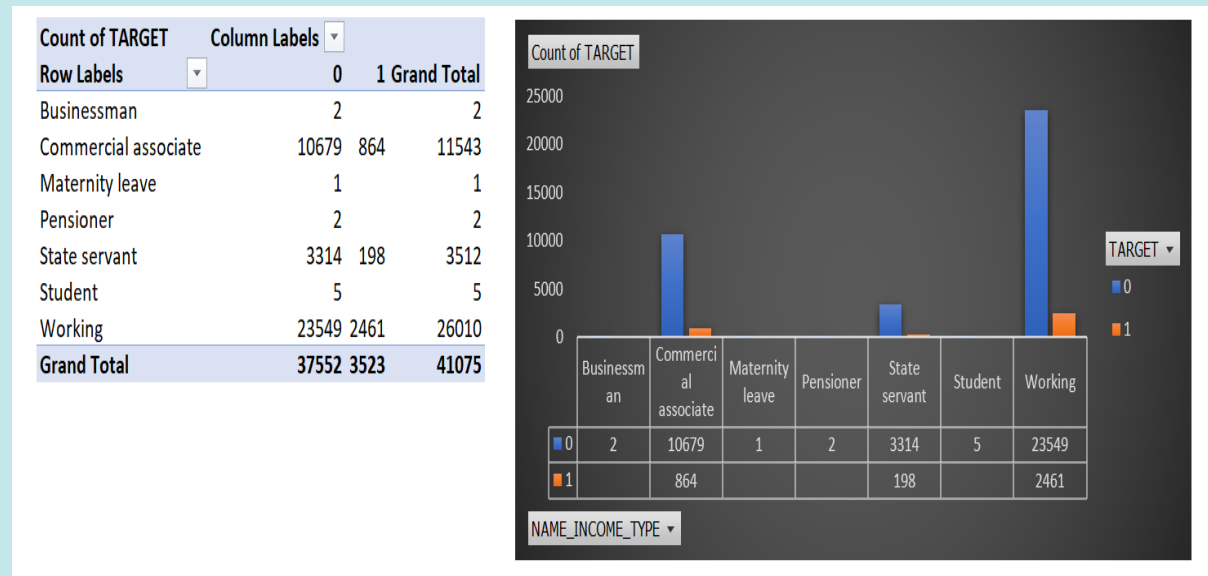 Count of TARGET Column Labels
Row Labels 0 1 Grand Total
Businessman 2 2
Commercial associate 10679 864 11543
Maternity leave 1 1
Pensioner 2 2
State servant 3314 198 3512
Student 5 5
Working 23549 2461 26010
Grand Total 37552 3523 41075
Count of TARGET
25000
20000
15000
10000
5000
0
Businessm
an
Commerci
al
associate
Maternity
leave
Pensioner
State
servant
Student
Working
0 2 10679 1 2 3314 5 23549
1 864 198 2461
NAME_INCOME_TYPE
TARGET
0
1